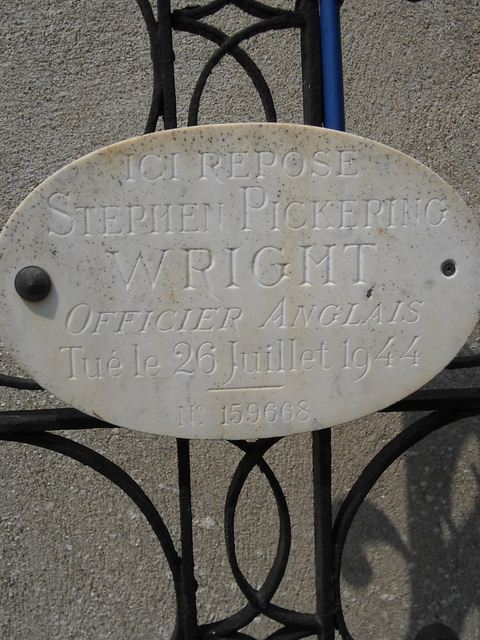 ICI REPOSE
STEPHEN PICKERING
WRIGHT
OFFICIER ANGLAIS
Tué le 26 Juillet 1944
N° 159668